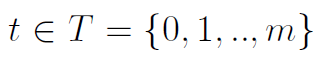 t ∈ T = {0, 1, .., m}